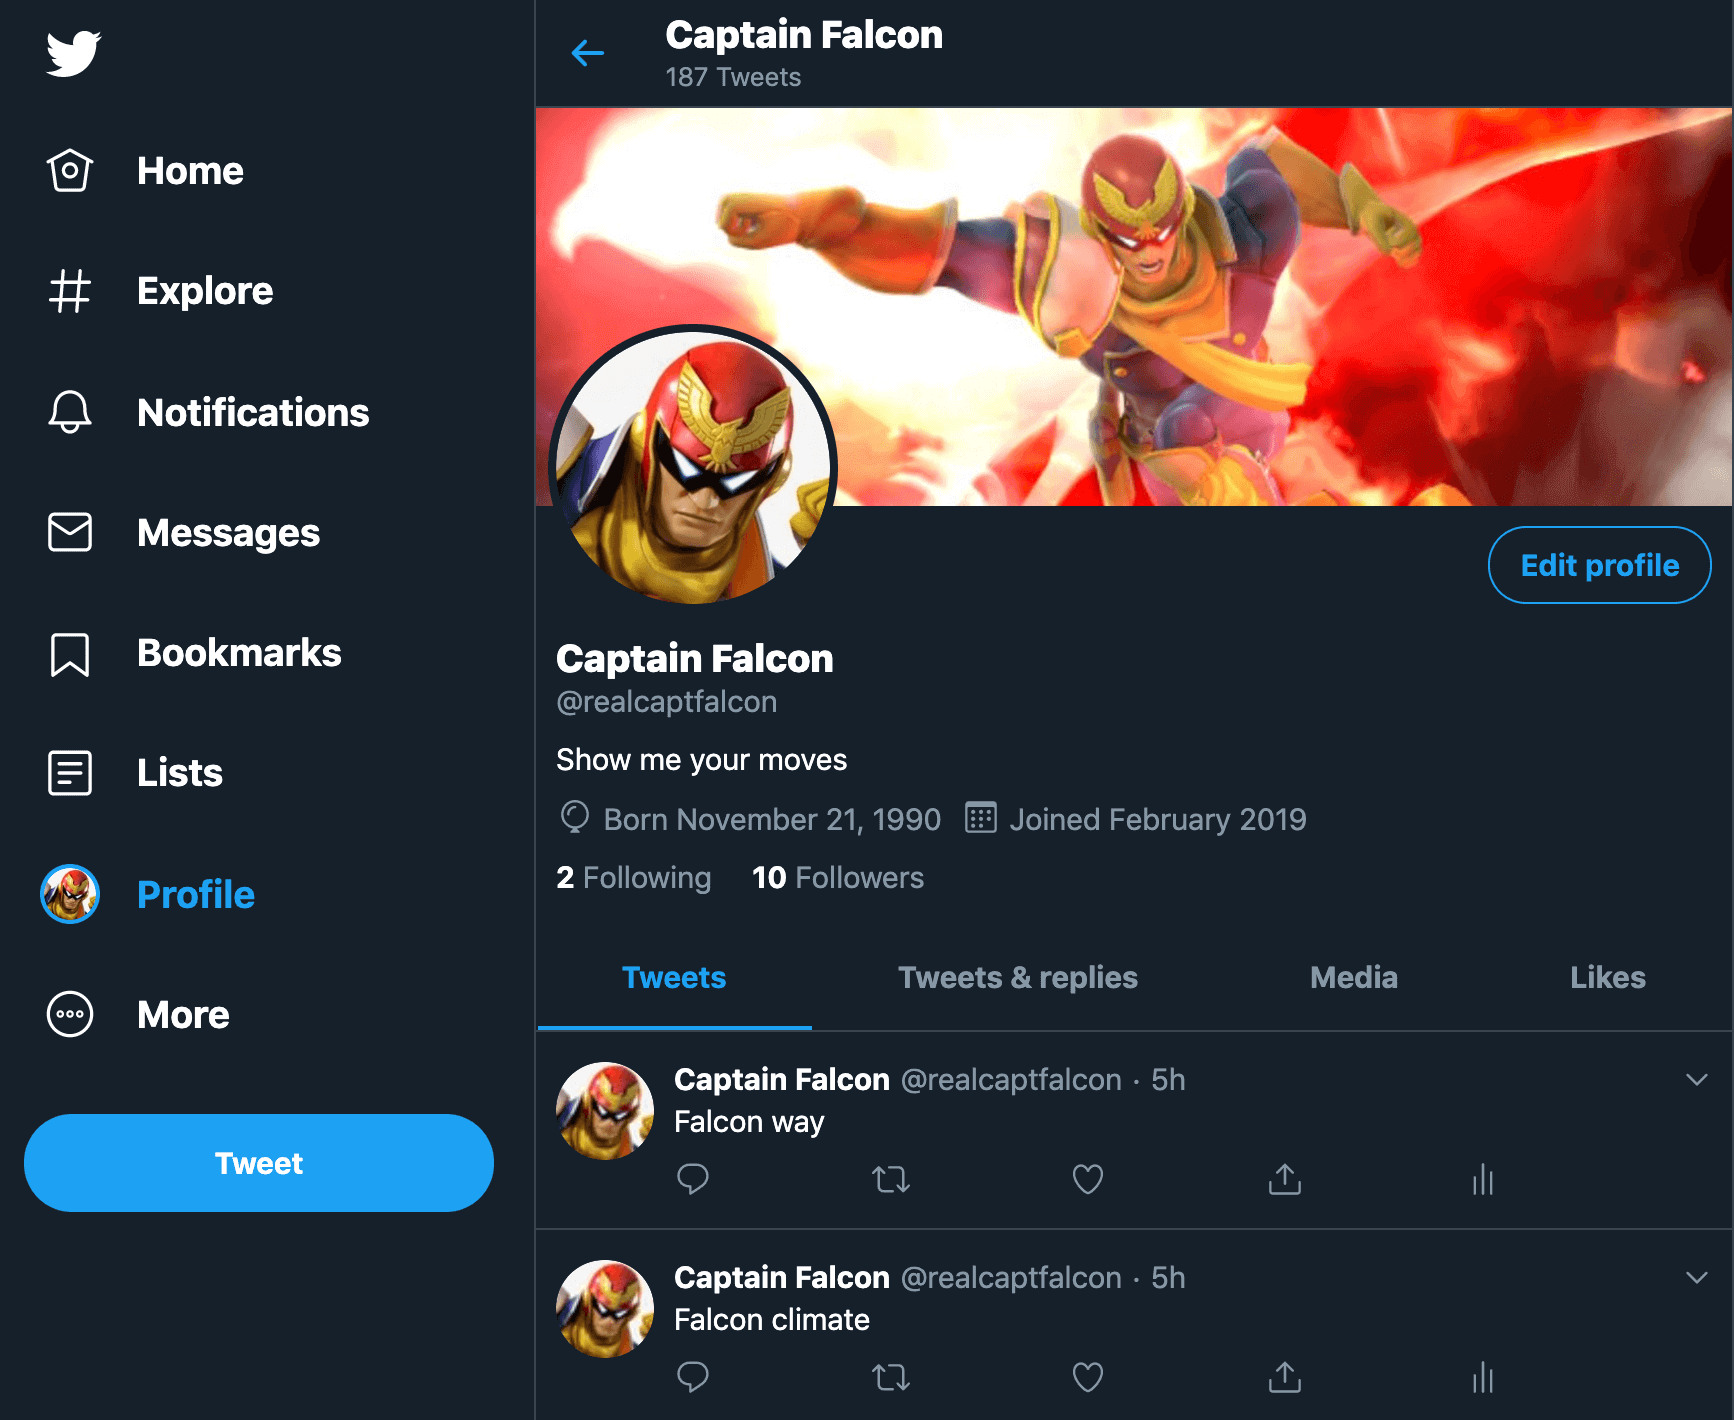 Captain Falcon
187 Tweets
Home
Explore
Notifications
Messages
Bookmarks
Lists
Profile
More
Tweet
Edit profile
Captain Falcon
@realcaptfalcon
Show me your moves
Born November 21, 1990 Joined February 2019
2 Following 10 Followers
Tweets Tweets & replies Media Likes
Captain Falcon @realcaptfalcon · 5h
Falcon way
Captain Falcon @realcaptfalcon · 5h
Falcon climate